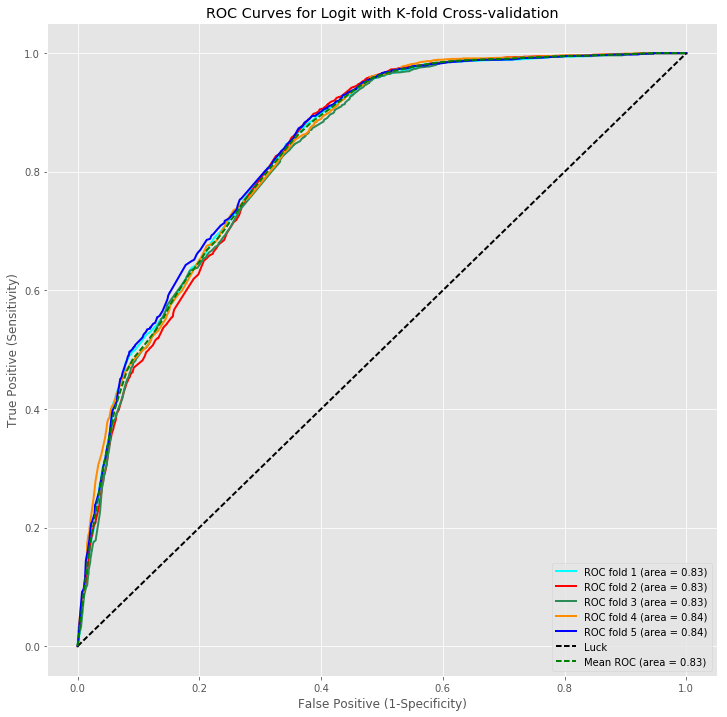 ROC Curves for Logit with K-fold Cross-validation
1.0
0.8
0.6
0.4
0.2
0.0
True Positive (Sensitivity)
ROC fold 1 (area = 0.83)
ROC fold 2 (area = 0.83)
ROC fold 3 (area = 0.83)
ROC fold 4 (area = 0.84)
ROC fold 5 (area = 0.84)
Luck
Mean ROC (area = 0.83)
0.0 0.2 0.4 0.6 0.8 1.0
False Positive (1-Specificity)